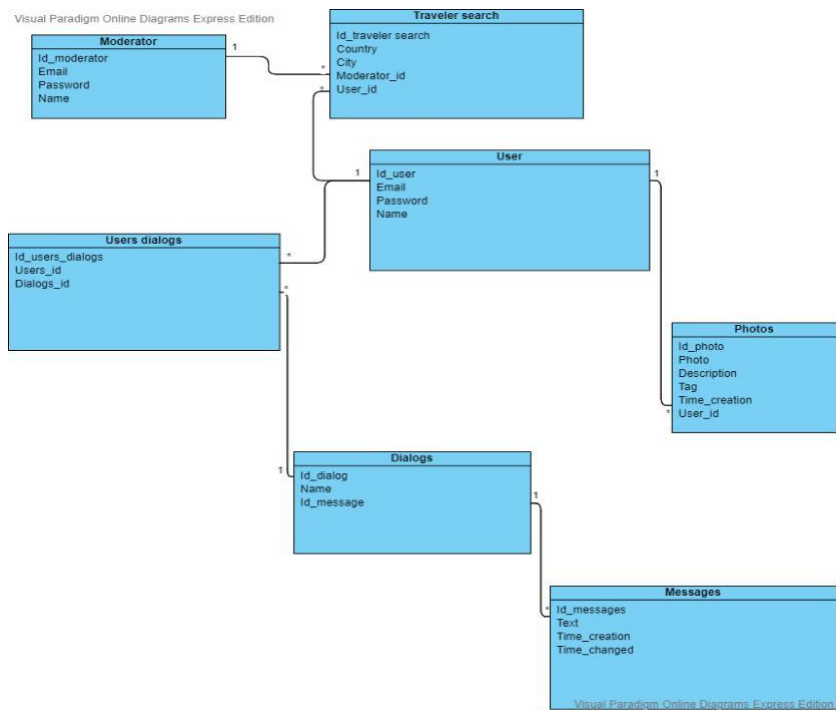 Visual Paradigm Online Diagrams Express Edition
Traveler search
Id_traveler search
Country
City
Moderator_id
User_id
Moderator
Id_moderator
Email
Password
Name
1
*
*
User
Id_user
Email
Password
Name
1
1
Users dialogs
Id_users_dialogs
Users_id
Dialogs_id
*
*
Photos
Id_photo
Photo
Description
Tag
Time_creation
User_id
*
Dialogs
Id_dialog
Name
Id_message
1
1
Messages
Id_messages
Text
Time_creation
Time_changed
*
Visual Paradigm Online Diagrams Express Edition